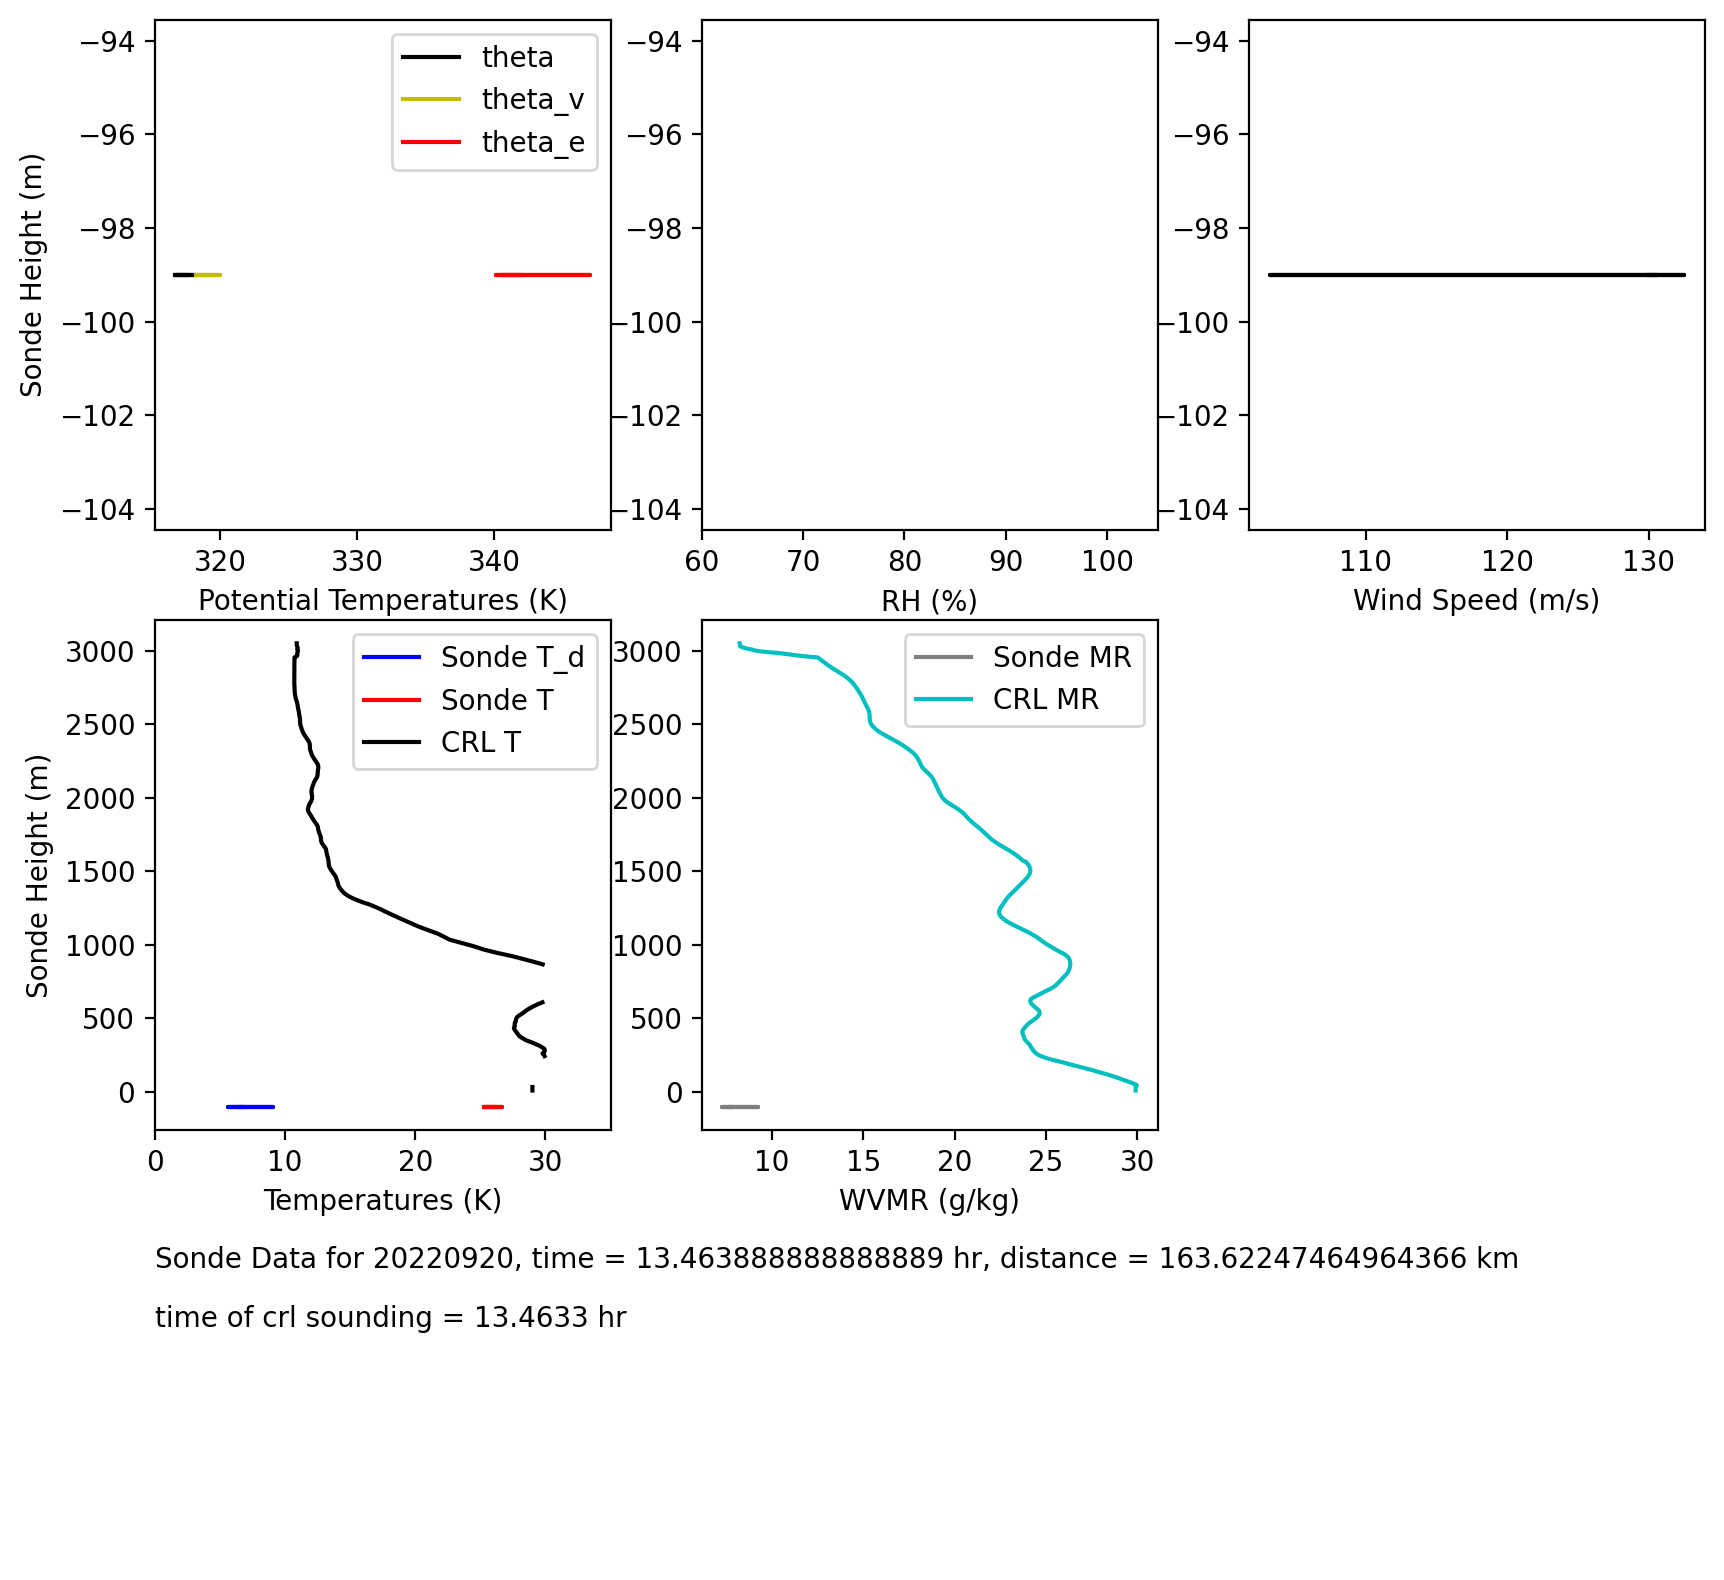 −94
−96
−98
−100
−102
−104
Sonde Height (m)
320 330 340
Potential Temperatures (K)
theta
theta_v
theta_e
−94
−96
−98
−100
−102
−104
60 70 80 90 100
RH (%)
−94
−96
−98
−100
−102
−104
110 120 130
Wind Speed (m/s)
3000
2500
2000
1500
1000
500
0
Sonde Height (m)
0 10 20 30
Temperatures (K)
Sonde T_d
Sonde T
CRL T
3000
2500
2000
1500
1000
500
0
10 15 20 25 30
WVMR (g/kg)
Sonde MR
CRL MR
Sonde Data for 20220920, time = 13.463888888888889 hr, distance = 163.62247464964366 km
time of crl sounding = 13.4633 hr